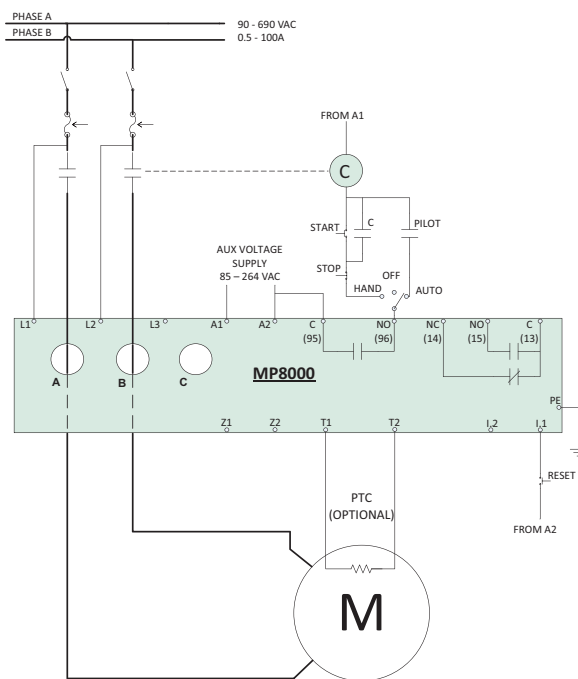 PHASE A
PHASE B
90 - 690 VAC
0.5 - 100A
FROM A1
C
START
C
PILOT
STOP
OFF
HAND
AUTO
AUX VOLTAGE
SUPPLY
85 – 264 VAC
L1
L2
L3
A1
A2
C
(95)
NO
(96)
NC
(14)
NO
(15)
C
(13)
A
B
C
MP8000
PE
Z1
Z2
T1
T2
I.2
I.1
RESET
FROM A2
PTC
(OPTIONAL)
M